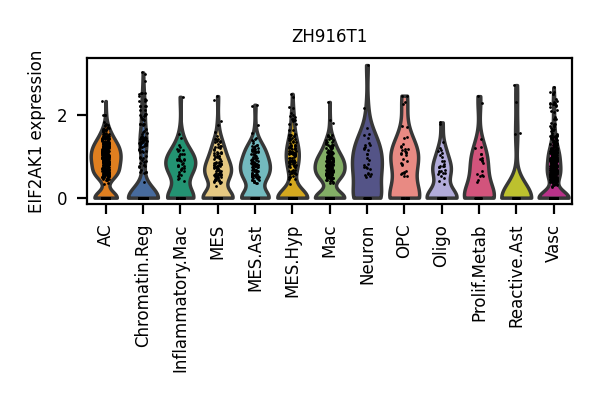 ZH916T1
EIF2AK1 expression
2
0
AC
Chromatin.Reg
Inflammatory.Mac
MES
MES.Ast
MES.Hyp
Mac
Neuron
OPC
Oligo
Prolif.Metab
Reactive.Ast
Vasc